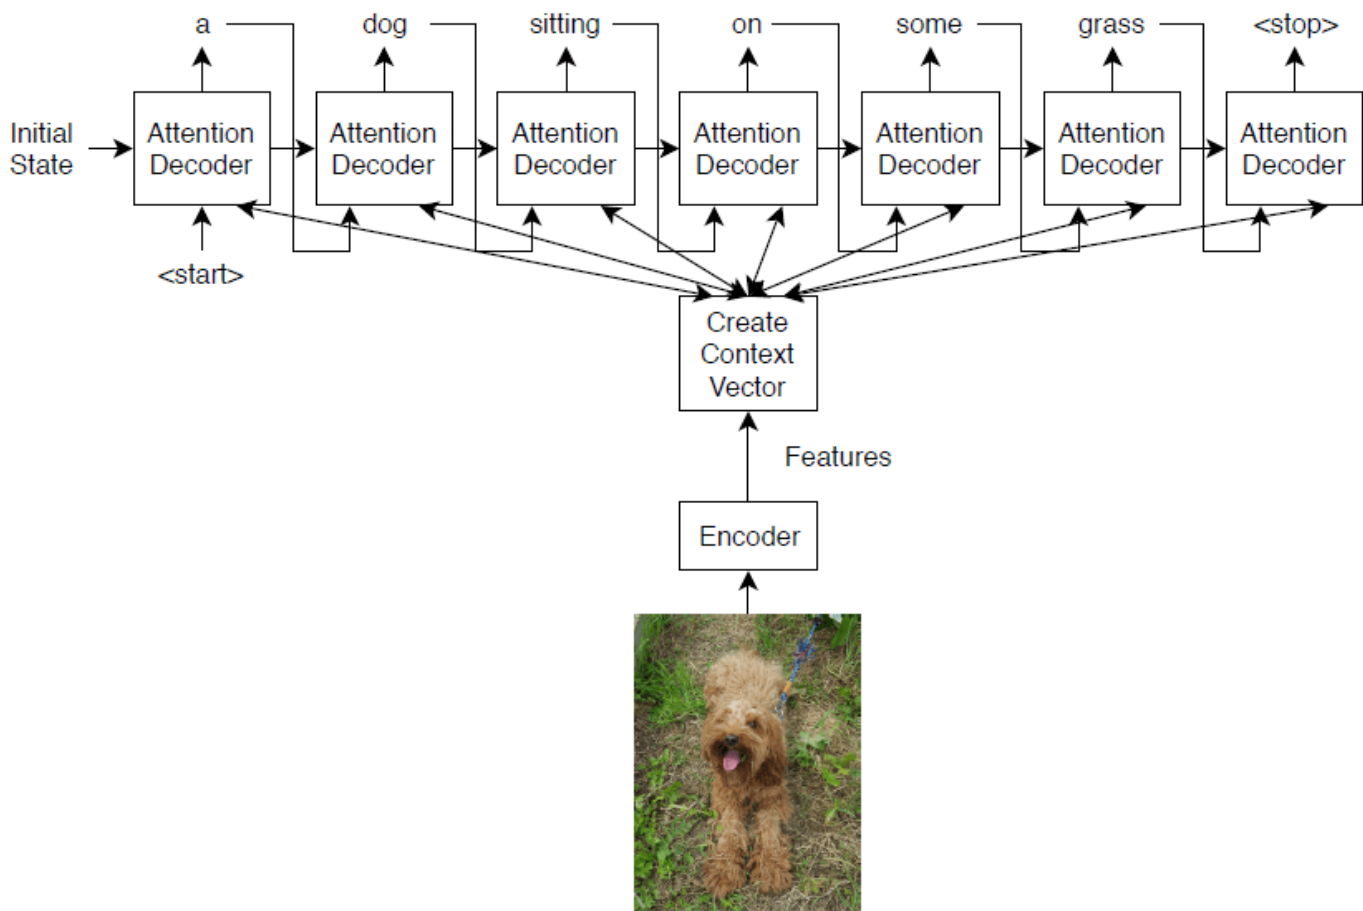 a dog sitting on some grass <stop>
Initial State
Attention Decoder
Attention Decoder
Attention Decoder
Attention Decoder
Attention Decoder
Attention Decoder
Attention Decoder
<start>
Create
Context
Vector
Features
Encoder